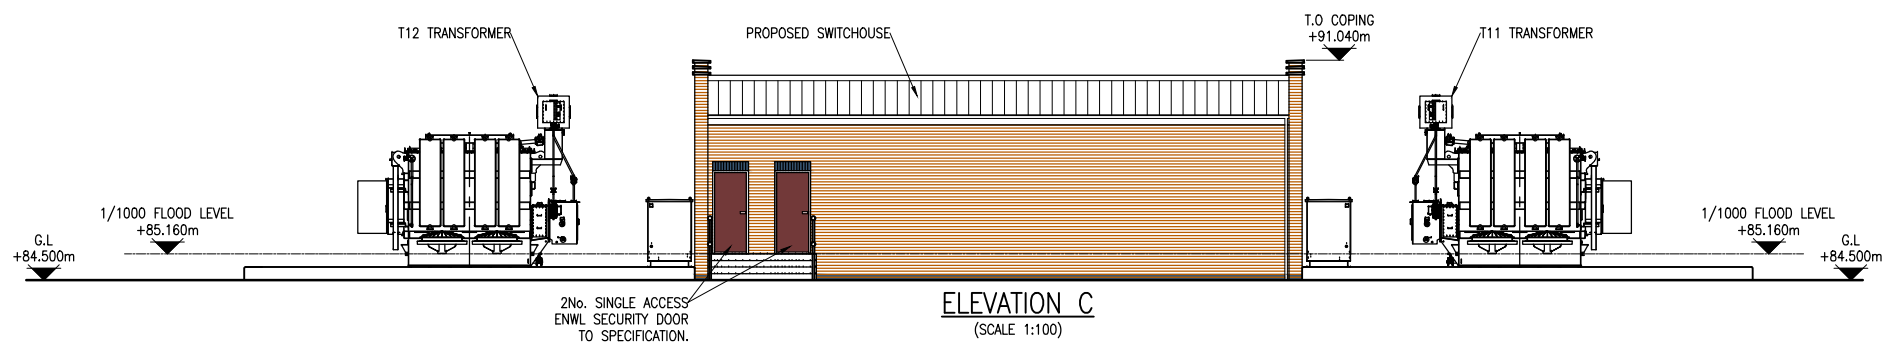 T12 TRANSFORMER
PROPOSED SWITCHOUSE
T.O COPING
+91.040m
T11 TRANSFORMER
1/1000 FLOOD LEVEL
+85.160m
G.L
+84.500m
1/1000 FLOOD LEVEL
+85.160m
G.L
+84.500m
2No. SINGLE ACCESS
ENWL SECURITY DOOR
TO SPECIFICATION.
ELEVATION C
(SCALE 1:100)